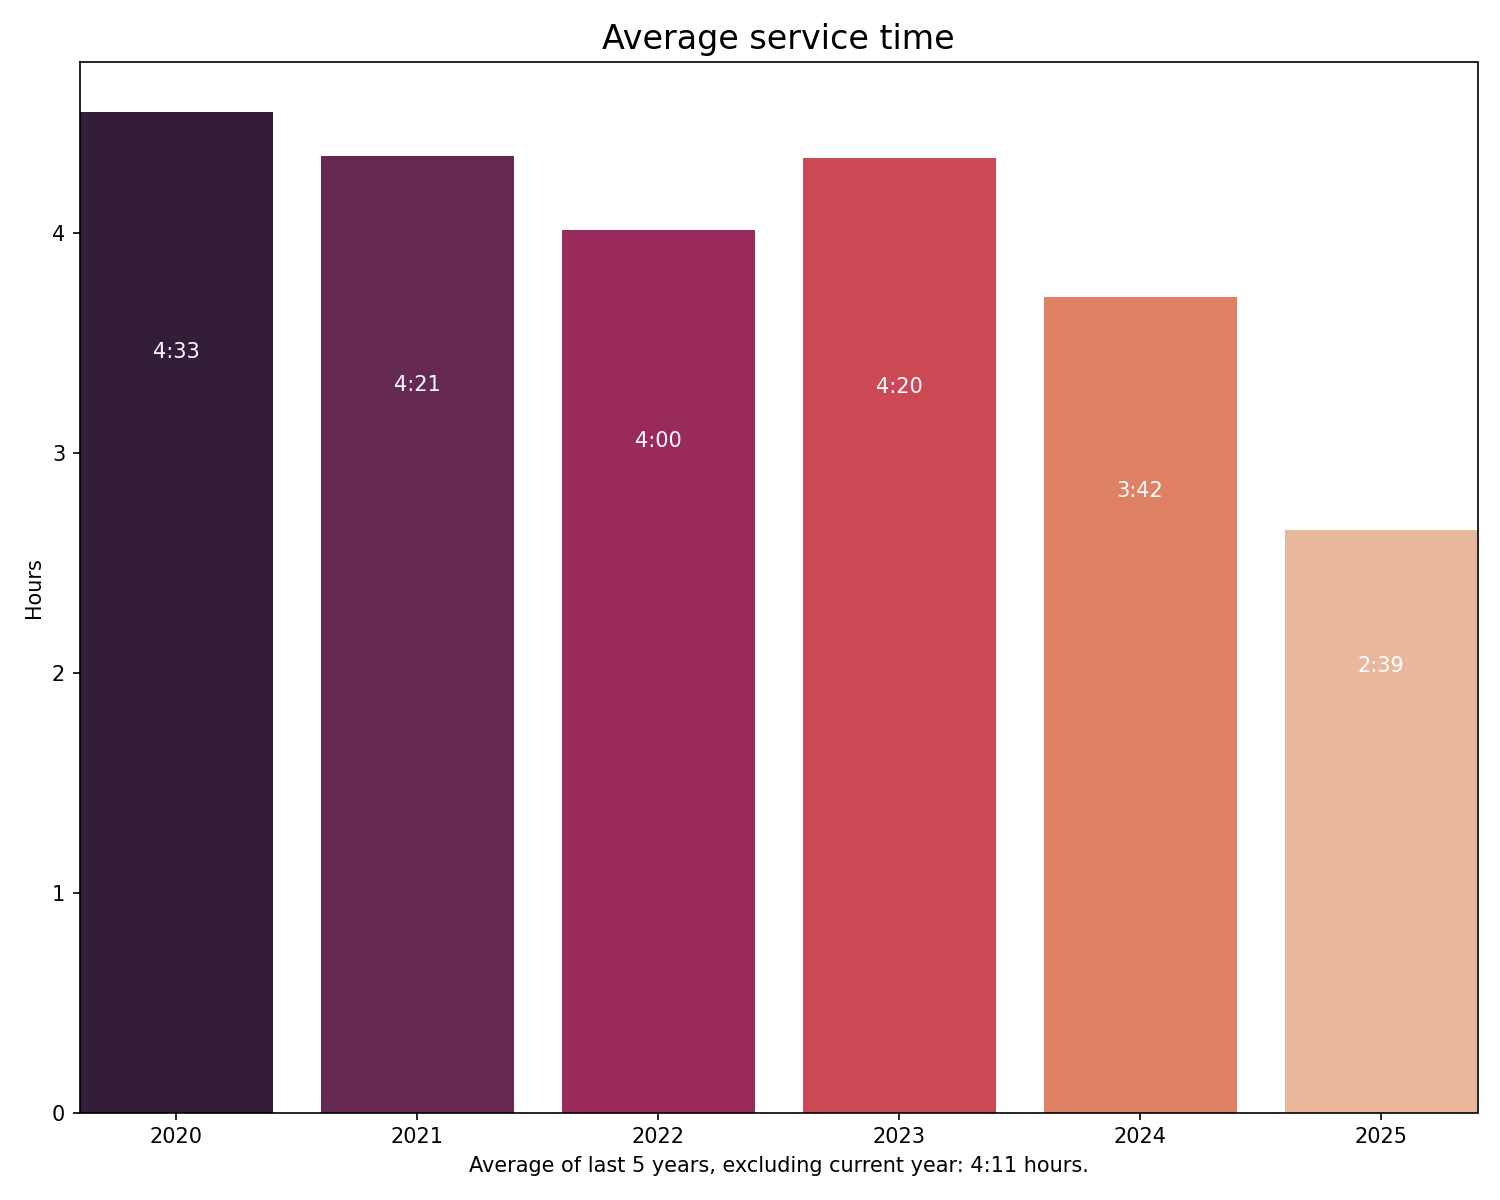 Average service time
4
3
2
1
0
Hours
4:33
4:21
4:00
4:20
3:42
2:39
2020 2021 2022 2023 2024 2025
Average of last 5 years, excluding current year: 4:11 hours.